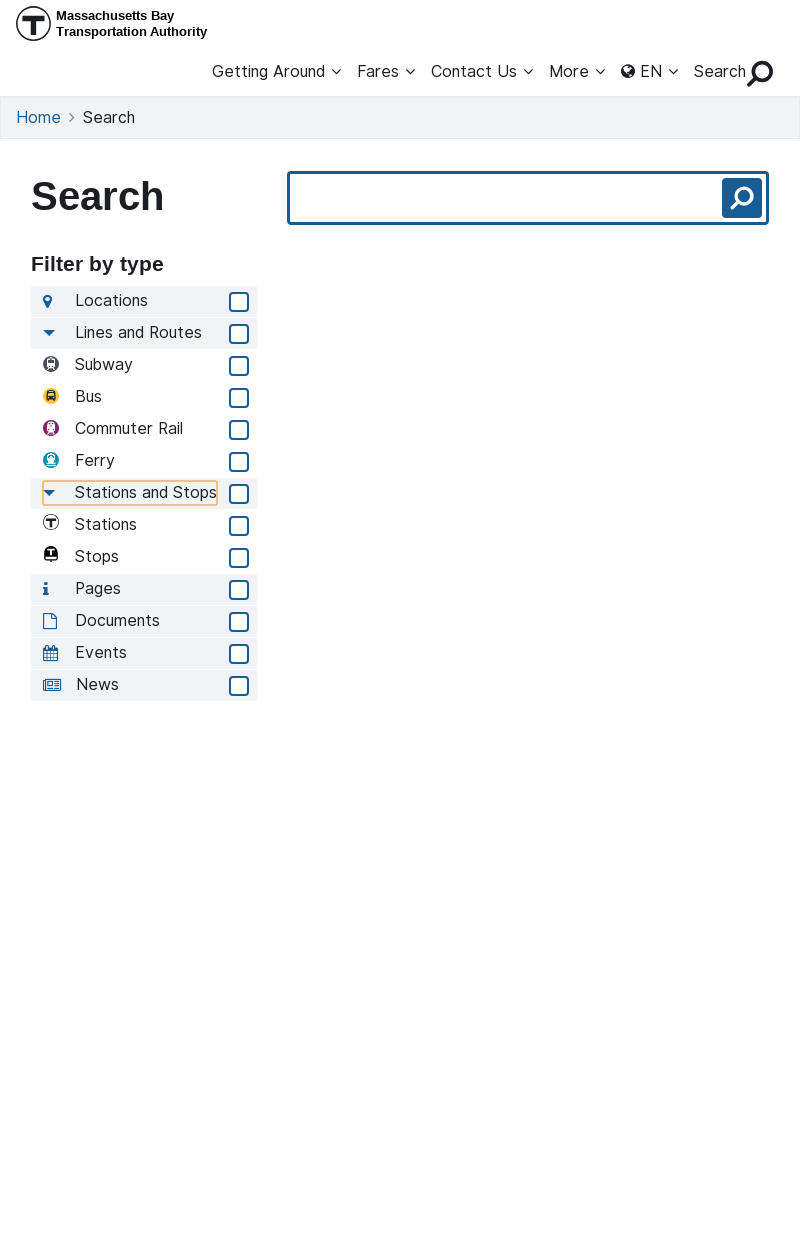 Massachusetts Bay
Transportation Authority
Getting Around Fares Contact Us More EN Search
Home Search
Search
Filter by type
Locations
Lines and Routes
Subway
Bus
Commuter Rail
Ferry
Stations and Stops
Stations
Stops
Pages
Documents
Events
News